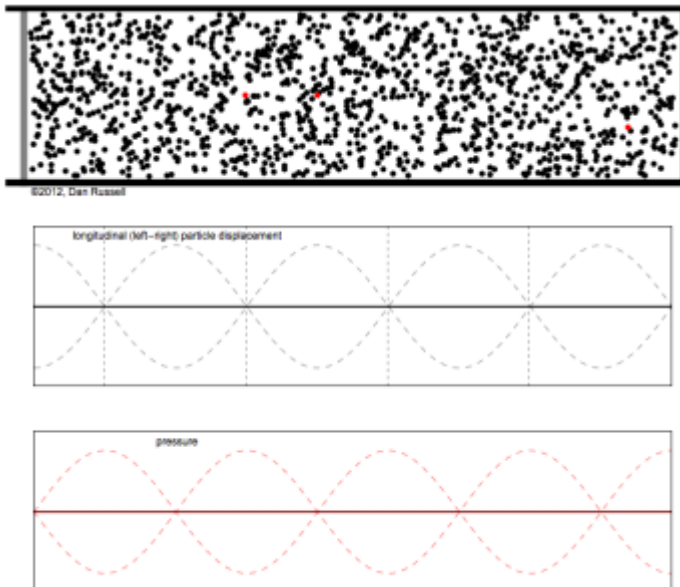 ©2012, Dan Russell
longitudinal (left-right) particle displacement
pressure